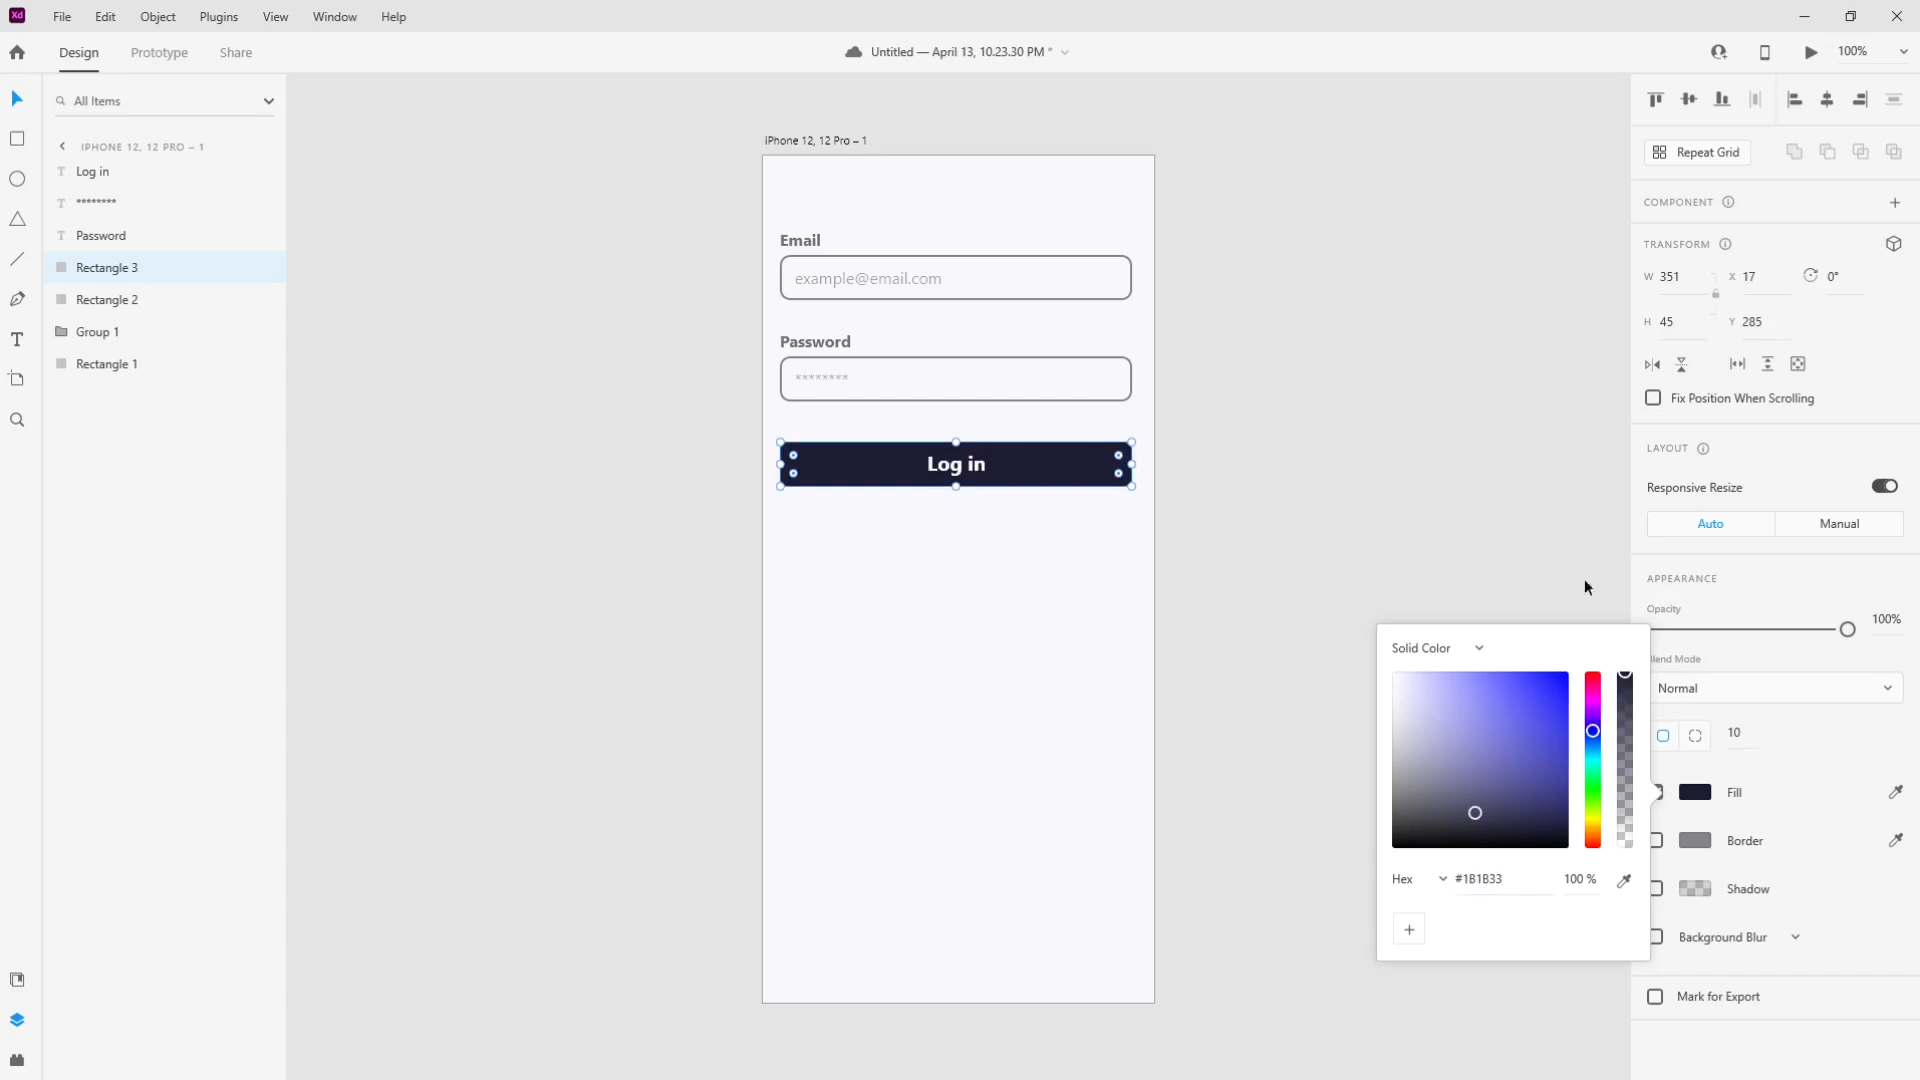 Xd File Edit Object Plugins View Window Help
Design Prototype Share Untitled — April 13, 10.23.30 PM * 100%
All Items
IPHONE 12, 12 PRO – 1
Log in
********
Password
Rectangle 3
Rectangle 2
Group 1
Rectangle 1
iPhone 12, 12 Pro – 1
Email
example@email.com
Password
********
Log in
Repeat Grid
COMPONENT
TRANSFORM
W 351 X 17 0°
H 45 Y 285
Fix Position When Scrolling
LAYOUT
Responsive Resize
Auto Manual
APPEARANCE
Opacity
100%
Blend Mode
Normal
10
Fill
Border
Shadow
Background Blur
Mark for Export
Solid Color
Hex #1B1B33 100 %